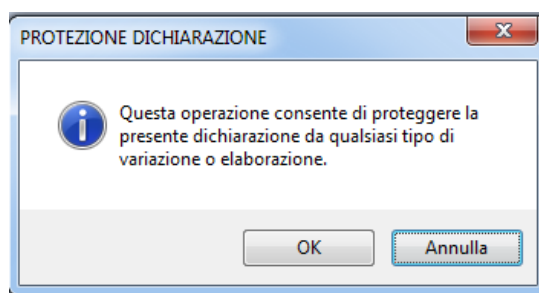 PROTEZIONE DICHIARAZIONE
Questa operazione consente di proteggere la
presente dichiarazione da qualsiasi tipo di
variazione o elaborazione.
OK
Annulla